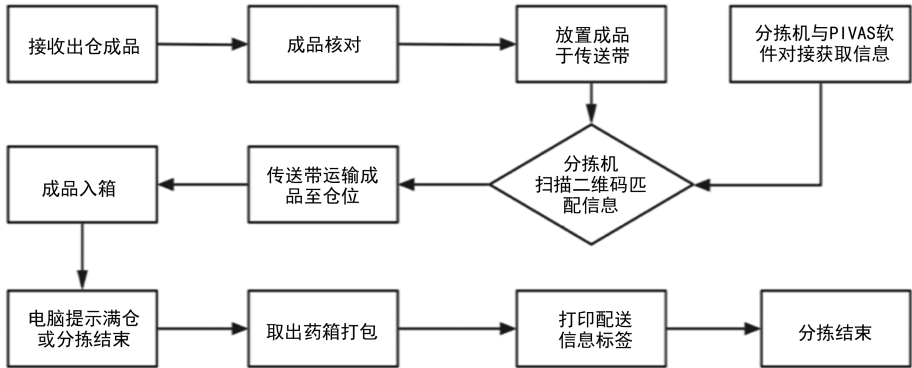 接收出仓成品
成品核对
放置成品
于传送带
分拣机与PIVAS软
件对接获取信息
成品入箱
传送带运输成
品至仓位
分拣机
扫描二维码匹
配信息
电脑提示满仓
或分拣结束
取出药箱打包
打印配送
信息标签
分拣结束